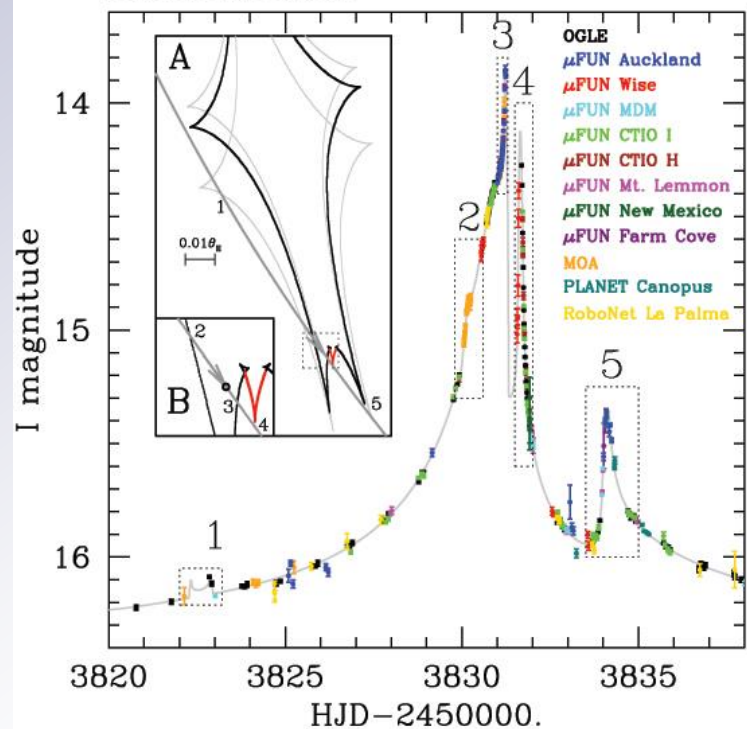 A
B
0.01θ_E
1
2
3
4
5
1
2
3
4
5
OGLE
μFUN Auckland
μFUN Wise
μFUN MDM
μFUN CTIO I
μFUN CTIO H
μFUN Mt. Lemmon
μFUN New Mexico
μFUN Farm Cove
MOA
PLANET Canopus
RoboNet La Palma
I magnitude
14
15
16
3820
3825
3830
3835
HJD-2450000.